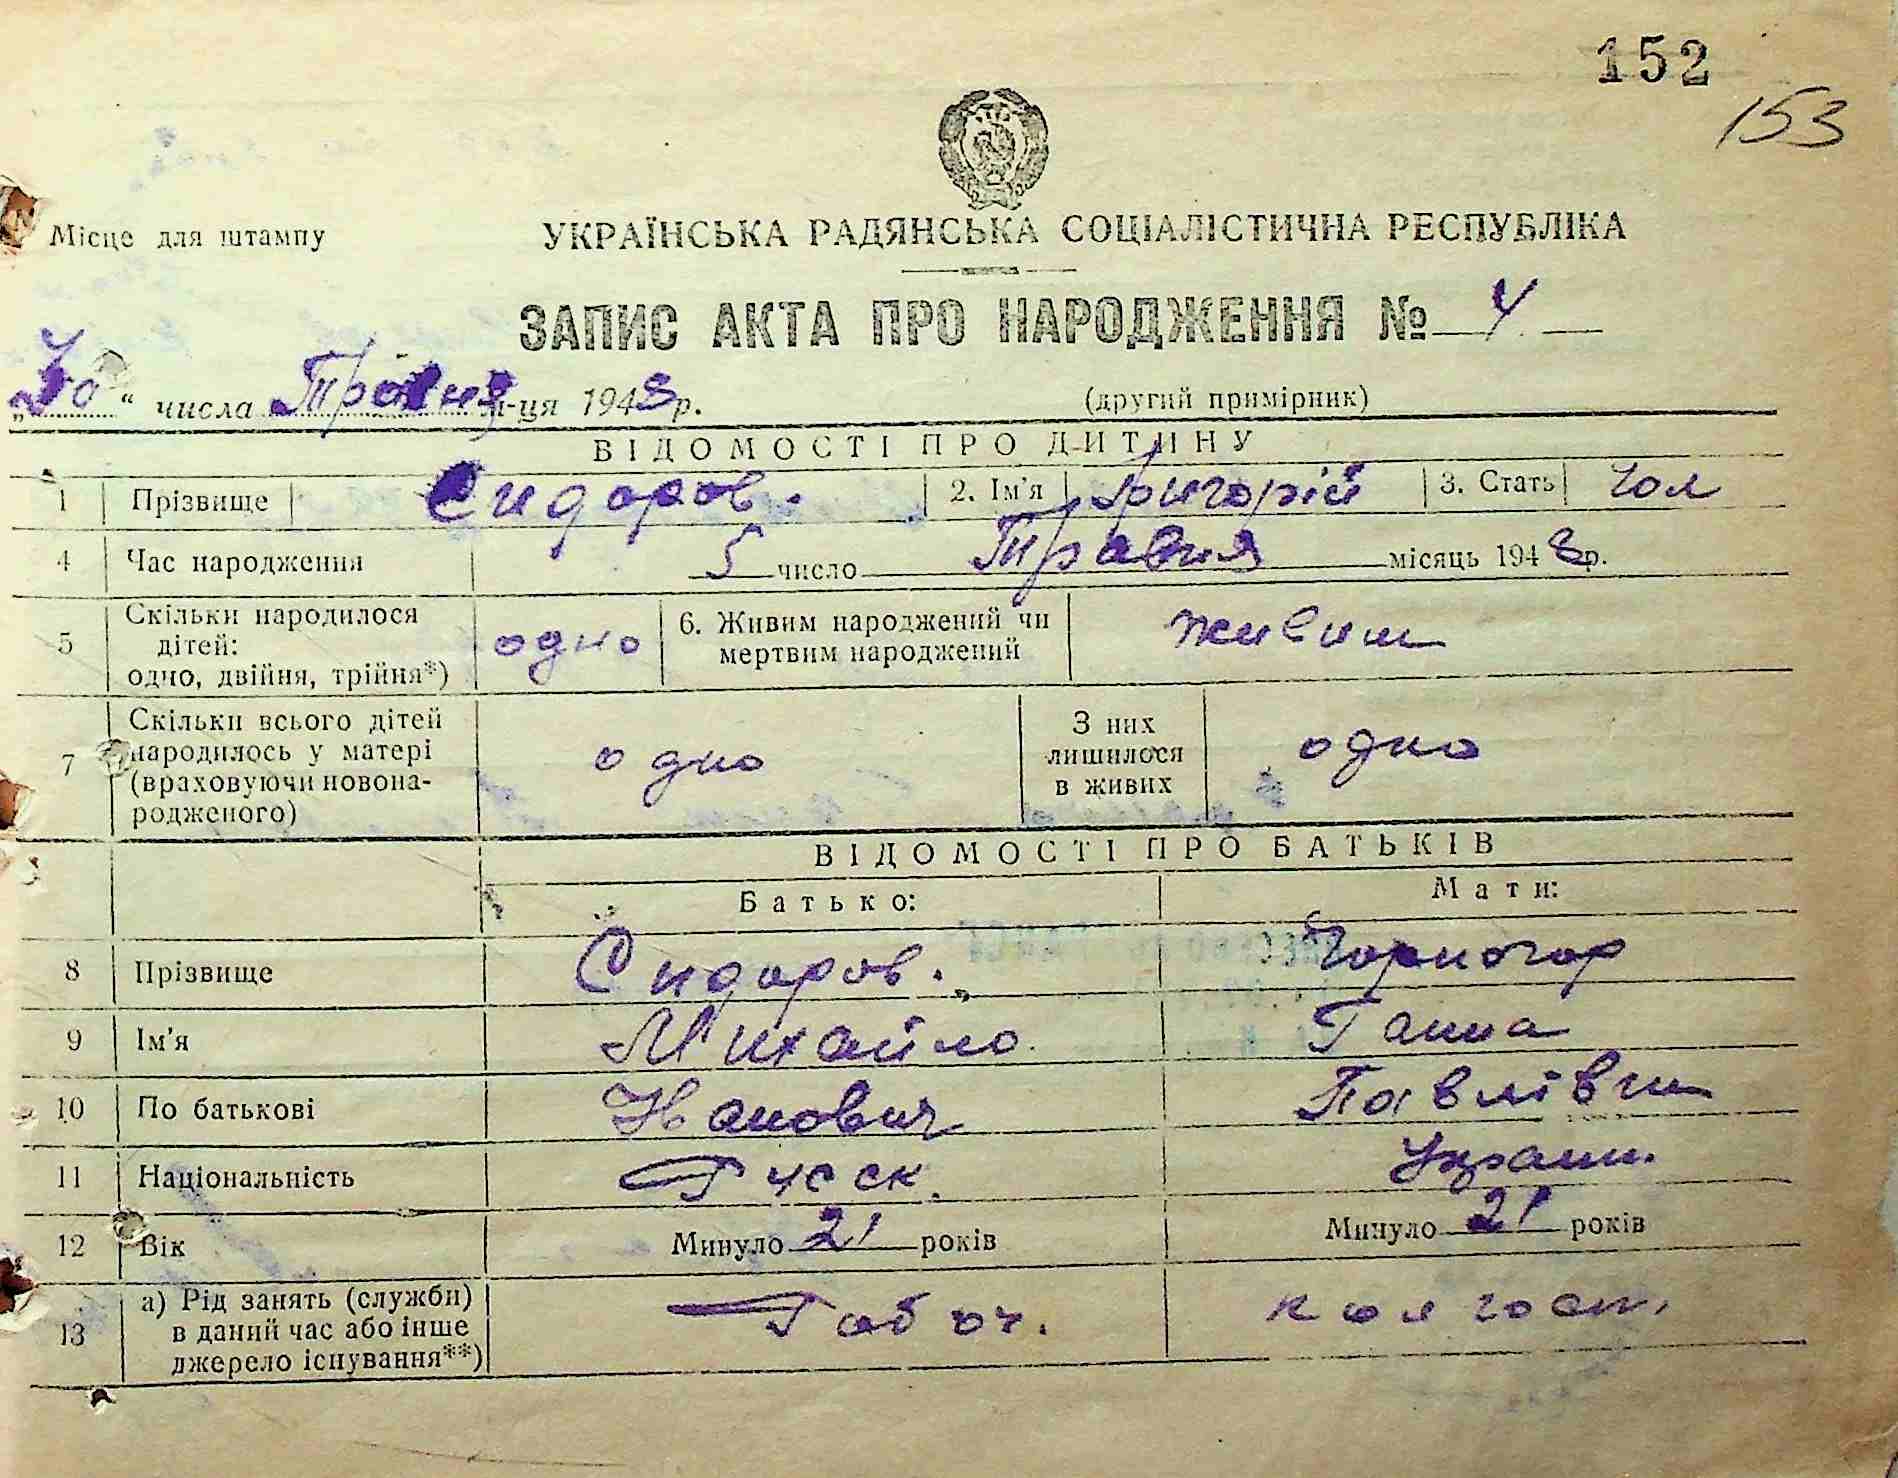 152
153
Місце для штампу
УКРАЇНСЬКА РАДЯНСЬКА СОЦІАЛІСТИЧНА РЕСПУБЛІКА
ЗАПИС АКТА ПРО НАРОДЖЕННЯ № 4
числа Травня м-ця 1948 р.
(другий примірник)
ВІДОМОСТІ ПРО ДИТИНУ
1 Прізвище Сидоров. 2. Ім'я Григорій 3. Стать Чол
4 Час народження 5 число Травня місяць 1948 р.
5 Скільки народилося дітей: одно, двійня, трійня*) одно 6. Живим народжений чи мертвим народжений живим
7 Скільки всього дітей народилось у матері (враховуючи новонародженого) одно З них лишилося в живих одно
ВІДОМОСТІ ПРО БАТЬКІВ
Батько: Мати:
8 Прізвище Сидоров. Чорногор
9 Ім'я Михайло Ганна
10 По батькові Иванович Павлівн
11 Національність Русск. Украин.
12 Вік Минуло 21 років Минуло 21 років
13 а) Рід занять (служби) в даний час або інше джерело існування**) Рабоч. колгосп.